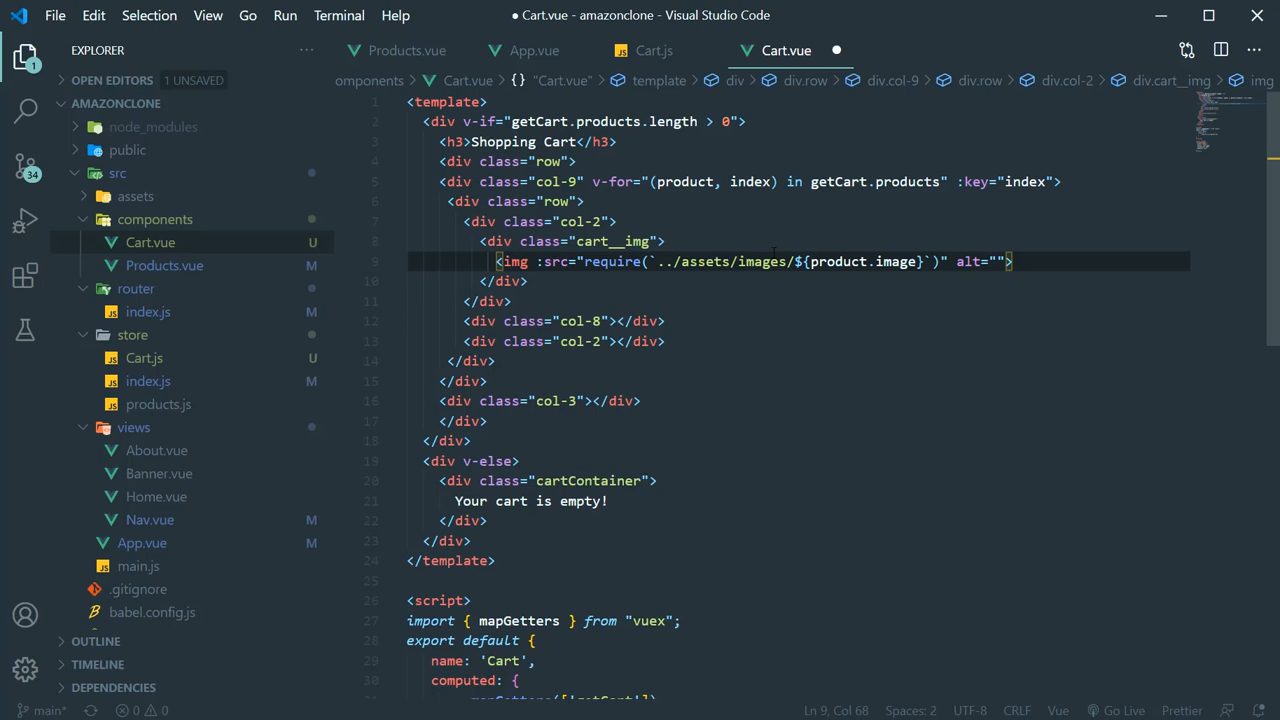 File Edit Selection View Go Run Terminal Help
● Cart.vue - amazonclone - Visual Studio Code
EXPLORER
1
34
OPEN EDITORS 1 UNSAVED
AMAZONCLONE
node_modules
public
src
assets
components
Cart.vue U
Products.vue M
router
index.js M
store
Cart.js U
index.js M
products.js
views
About.vue
Banner.vue
Home.vue
Nav.vue M
App.vue M
main.js
.gitignore
babel.config.js
OUTLINE
TIMELINE
DEPENDENCIES
Products.vue App.vue JS Cart.js Cart.vue ●
omponents > Cart.vue > {} "Cart.vue" > template > div > div.row > div.col-9 > div.row > div.col-2 > div.cart__img > img
1 <template>
2 <div v-if="getCart.products.length > 0">
3 <h3>Shopping Cart</h3>
4 <div class="row">
5 <div class="col-9" v-for="(product, index) in getCart.products" :key="index">
6 <div class="row">
7 <div class="col-2">
8 <div class="cart__img">
9 <img :src="require(`../assets/images/${product.image}`)" alt="">
10 </div>
11 </div>
12 <div class="col-8"></div>
13 <div class="col-2"></div>
14 </div>
15 </div>
16 <div class="col-3"></div>
17 </div>
18 </div>
19 <div v-else>
20 <div class="cartContainer">
21 Your cart is empty!
22 </div>
23 </div>
24 </template>
25
26 <script>
27 import { mapGetters } from "vuex";
28 export default {
29 name: 'Cart',
30 computed: {
...mapGetters(['getCart'])
main* 0 0 Ln 9, Col 68 Spaces: 2 UTF-8 CRLF Vue Go Live Prettier